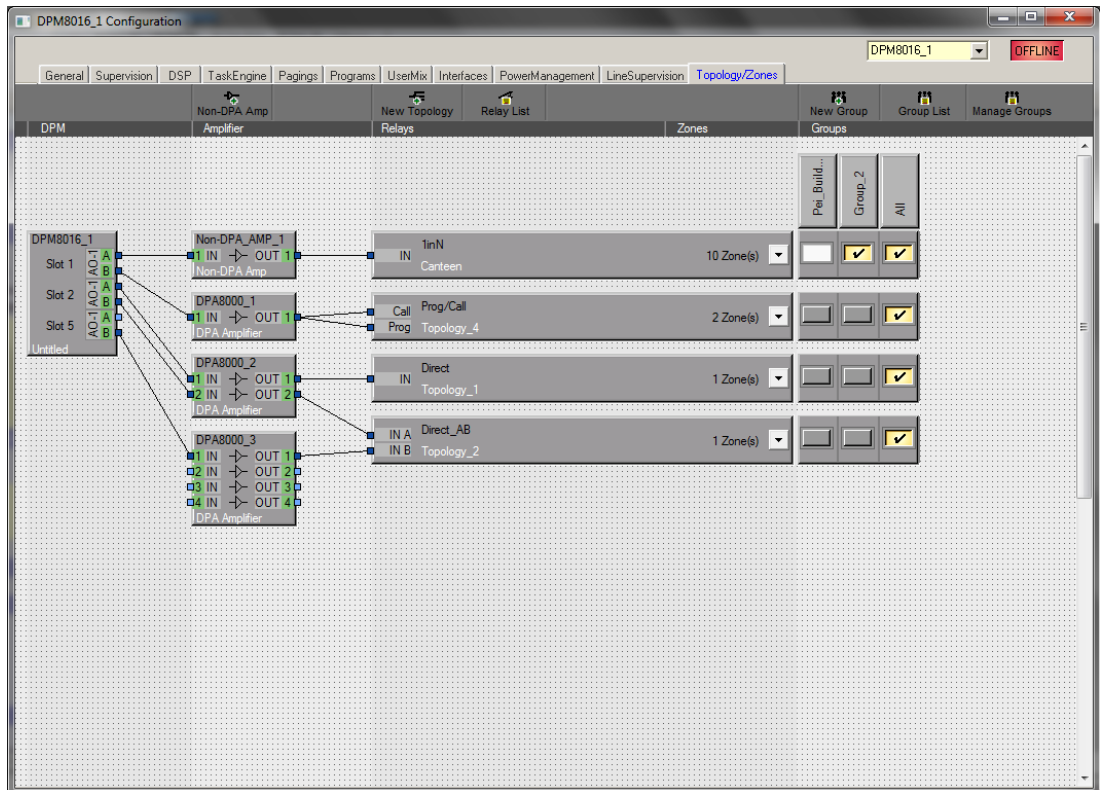 DPM8016_1 Configuration
DPM8016_1 OFFLINE
General Supervision DSP TaskEngine Pagings Programs UserMix Interfaces PowerManagement LineSupervision Topology/Zones
Non-DPA Amp New Topology Relay List New Group Group List Manage Groups
DPM Amplifier Relays Zones Groups
Pei_Build... Group_2 All
DPM8016_1
Slot 1 AO-1 A B
Slot 2 AO-1 A B
Slot 5 AO-1 A B
Untitled
Non-DPA_AMP_1
1 IN OUT 1
Non-DPA Amp
DPA8000_1
1 IN OUT 1
DPA Amplifier
DPA8000_2
1 IN OUT 1
2 IN OUT 2
DPA Amplifier
DPA8000_3
1 IN OUT 1
2 IN OUT 2
3 IN OUT 3
4 IN OUT 4
DPA Amplifier
1inN
IN 10 Zone(s)
Canteen
Call Prog/Call
2 Zone(s)
Prog Topology_4
Direct
IN 1 Zone(s)
Topology_1
IN A Direct_AB
1 Zone(s)
IN B Topology_2